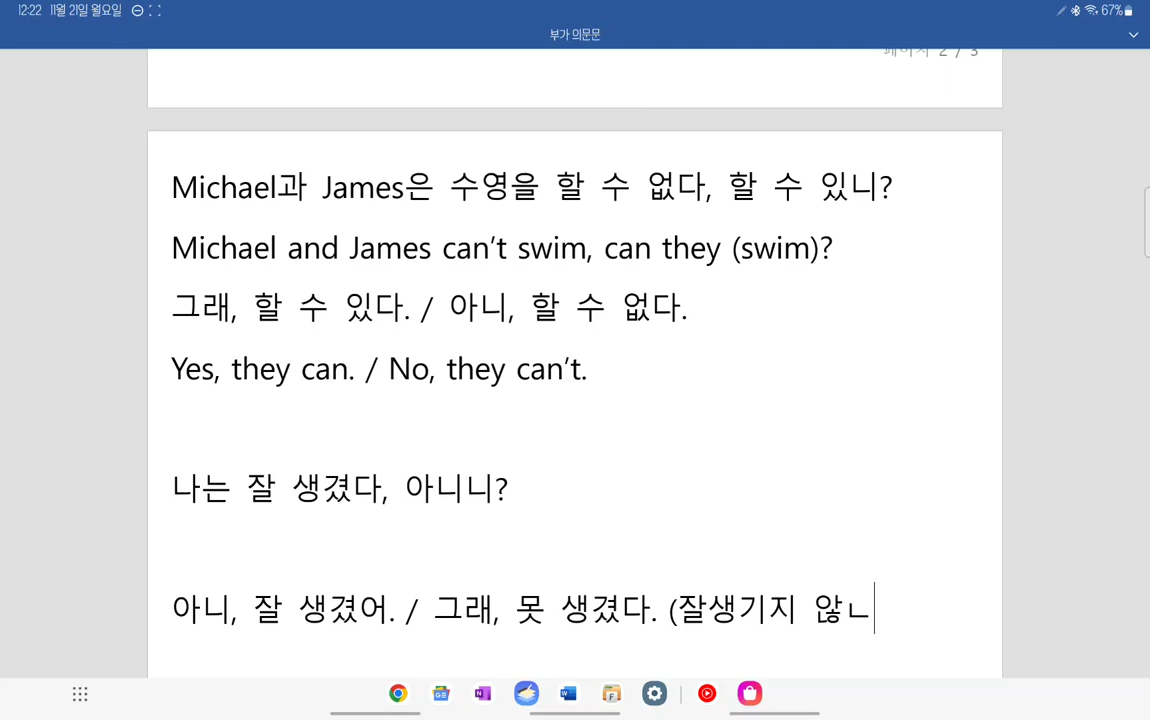 12:22 11월 21일 월요일 67%
부가 의문문
페이지 2 / 3
Michael과 James은 수영을 할 수 없다, 할 수 있니?
Michael and James can't swim, can they (swim)?
그래, 할 수 있다. / 아니, 할 수 없다.
Yes, they can. / No, they can't.
나는 잘 생겼다, 아니니?
아니, 잘 생겼어. / 그래, 못 생겼다. (잘생기지 않ㄴ